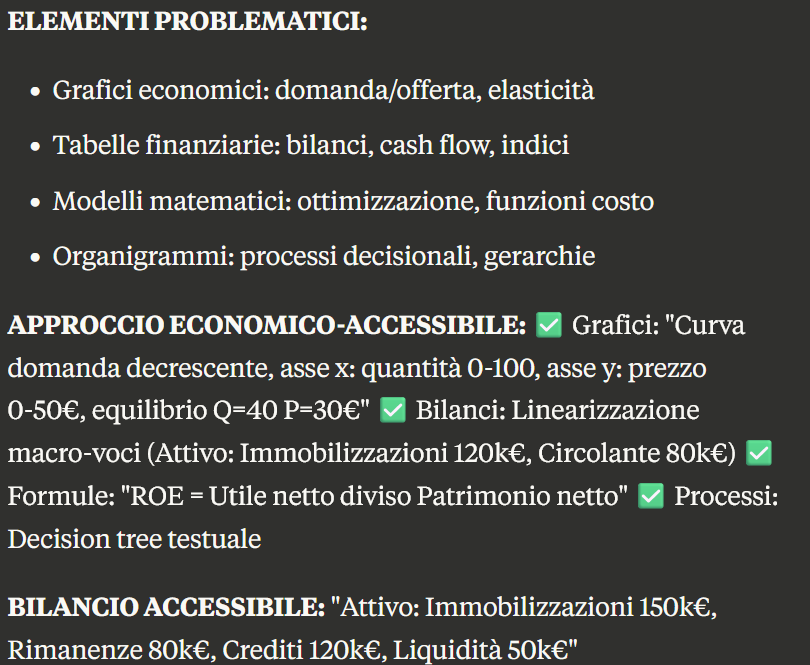 ELEMENTI PROBLEMATICI:
• Grafici economici: domanda/offerta, elasticità
• Tabelle finanziarie: bilanci, cash flow, indici
• Modelli matematici: ottimizzazione, funzioni costo
• Organigrammi: processi decisionali, gerarchie
APPROCCIO ECONOMICO-ACCESSIBILE: ✅ Grafici: "Curva
domanda decrescente, asse x: quantità 0-100, asse y: prezzo
0-50€, equilibrio Q=40 P=30€" ✅ Bilanci: Linearizzazione
macro-voci (Attivo: Immobilizzazioni 120k€, Circolante 80k€) ✅
Formule: "ROE = Utile netto diviso Patrimonio netto" ✅ Processi:
Decision tree testuale
BILANCIO ACCESSIBILE: "Attivo: Immobilizzazioni 150k€,
Rimanenze 80k€, Crediti 120k€, Liquidità 50k€"